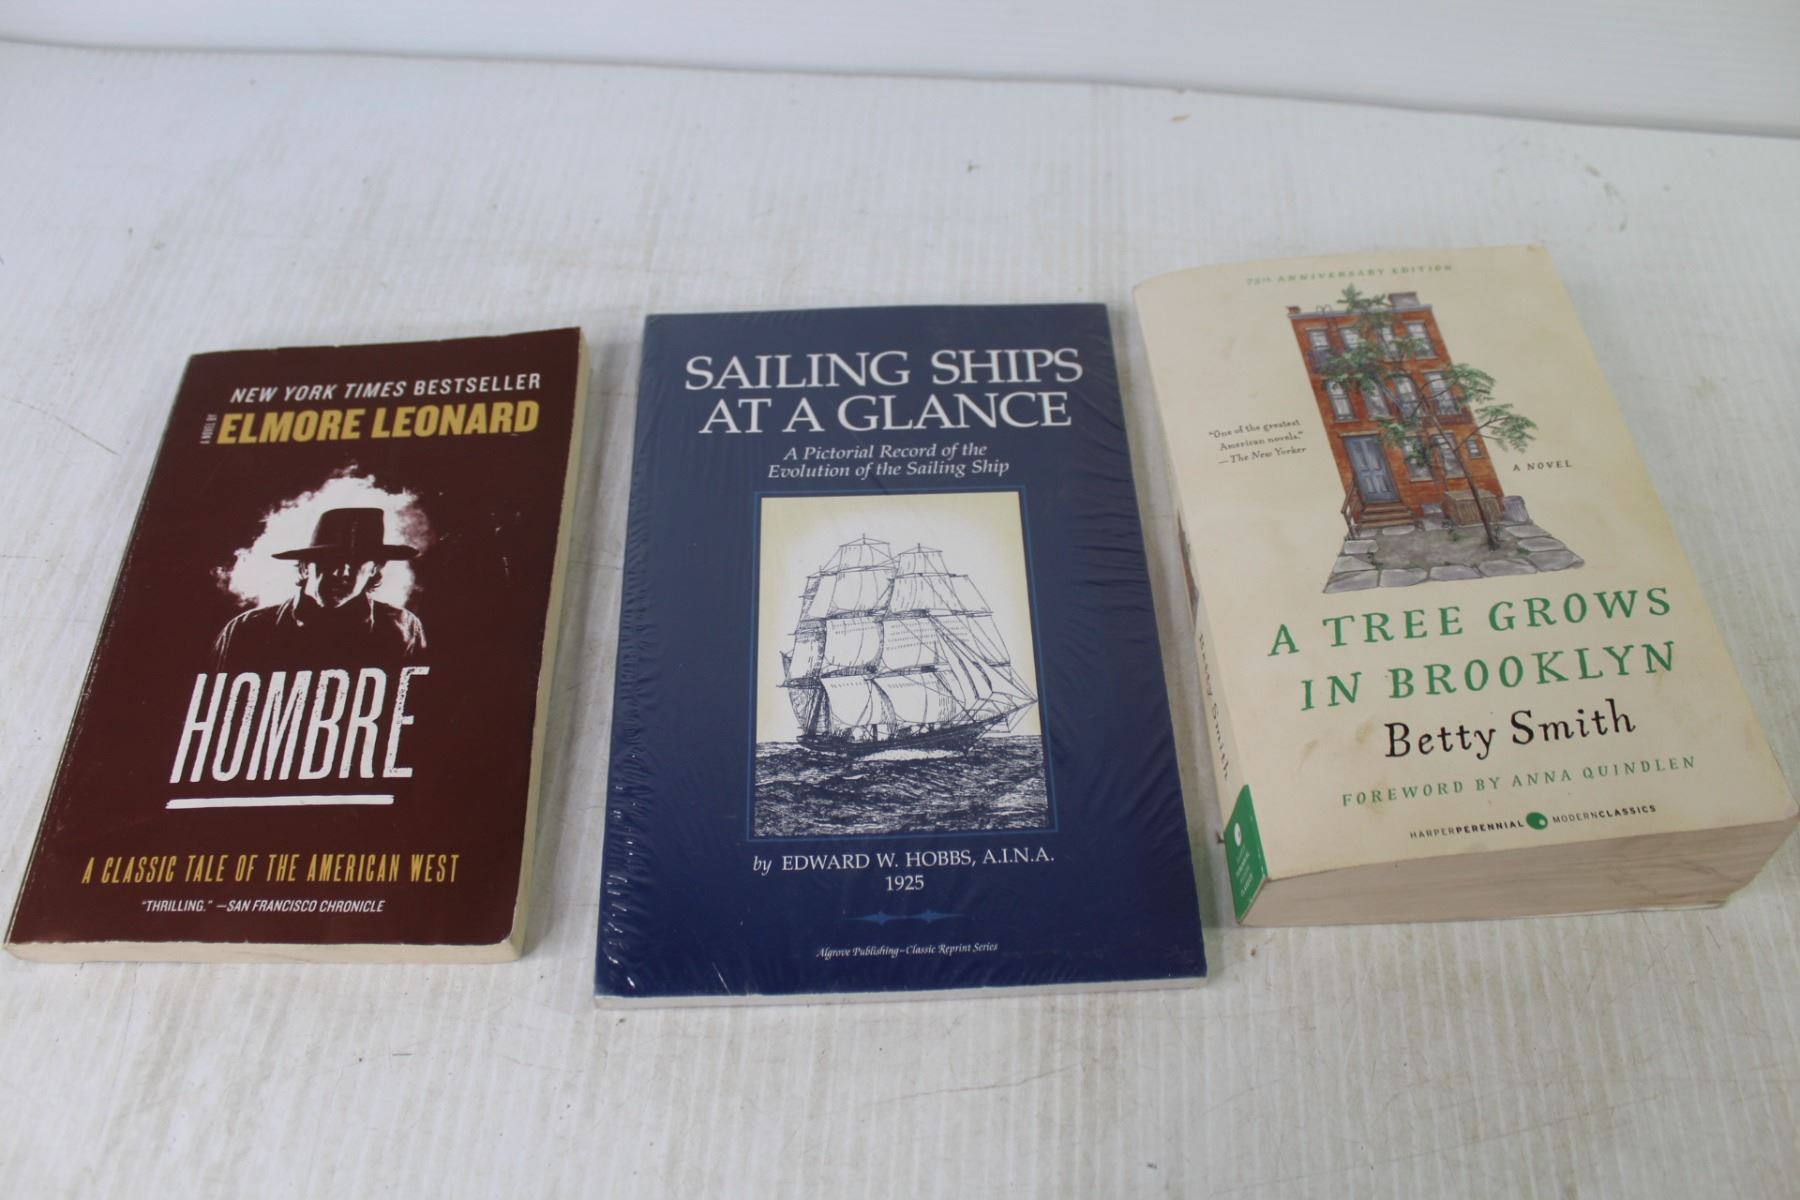 NEW YORK TIMES BESTSELLER
A NOVEL BY
ELMORE LEONARD
HOMBRE
A CLASSIC TALE OF THE AMERICAN WEST
"THRILLING." —SAN FRANCISCO CHRONICLE
SAILING SHIPS
AT A GLANCE
A Pictorial Record of the
Evolution of the Sailing Ship
by EDWARD W. HOBBS, A.I.N.A.
1925
Algrove Publishing–Classic Reprint Series
75th ANNIVERSARY EDITION
"One of the greatest
American novels."
—The New Yorker
A NOVEL
A TREE GROWS
IN BROOKLYN
Betty Smith
FOREWORD BY ANNA QUINDLEN
HARPERPERENNIAL MODERNCLASSICS
Betty Smith